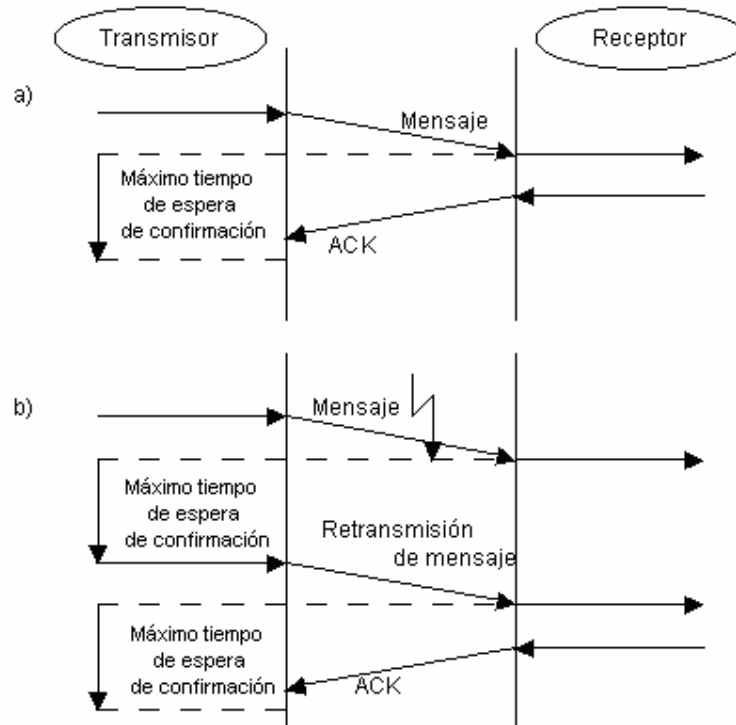 Transmisor
Receptor
a)
Mensaje
Máximo tiempo
de espera
de confirmación
ACK
b)
Mensaje
Máximo tiempo
de espera
de confirmación
Retransmisión
de mensaje
Máximo tiempo
de espera
de confirmación
ACK